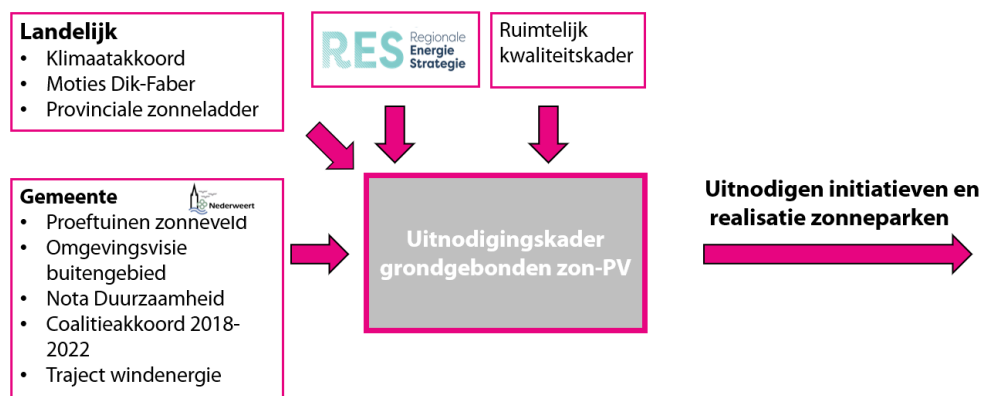 Landelijk
• Klimaatakkoord
• Moties Dik-Faber
• Provinciale zonneladder
RES Regionale
Energie
Strategie
Ruimtelijk
kwaliteitskader
Gemeente
Nederweert
• Proeftuinen zonneveld
• Omgevingsvisie
buitengebied
• Nota Duurzaamheid
• Coalitieakkoord 2018-
2022
• Traject windenergie
Uitnodigingskader
grondgebonden zon-PV
Uitnodigen initiatieven en
realisatie zonneparken